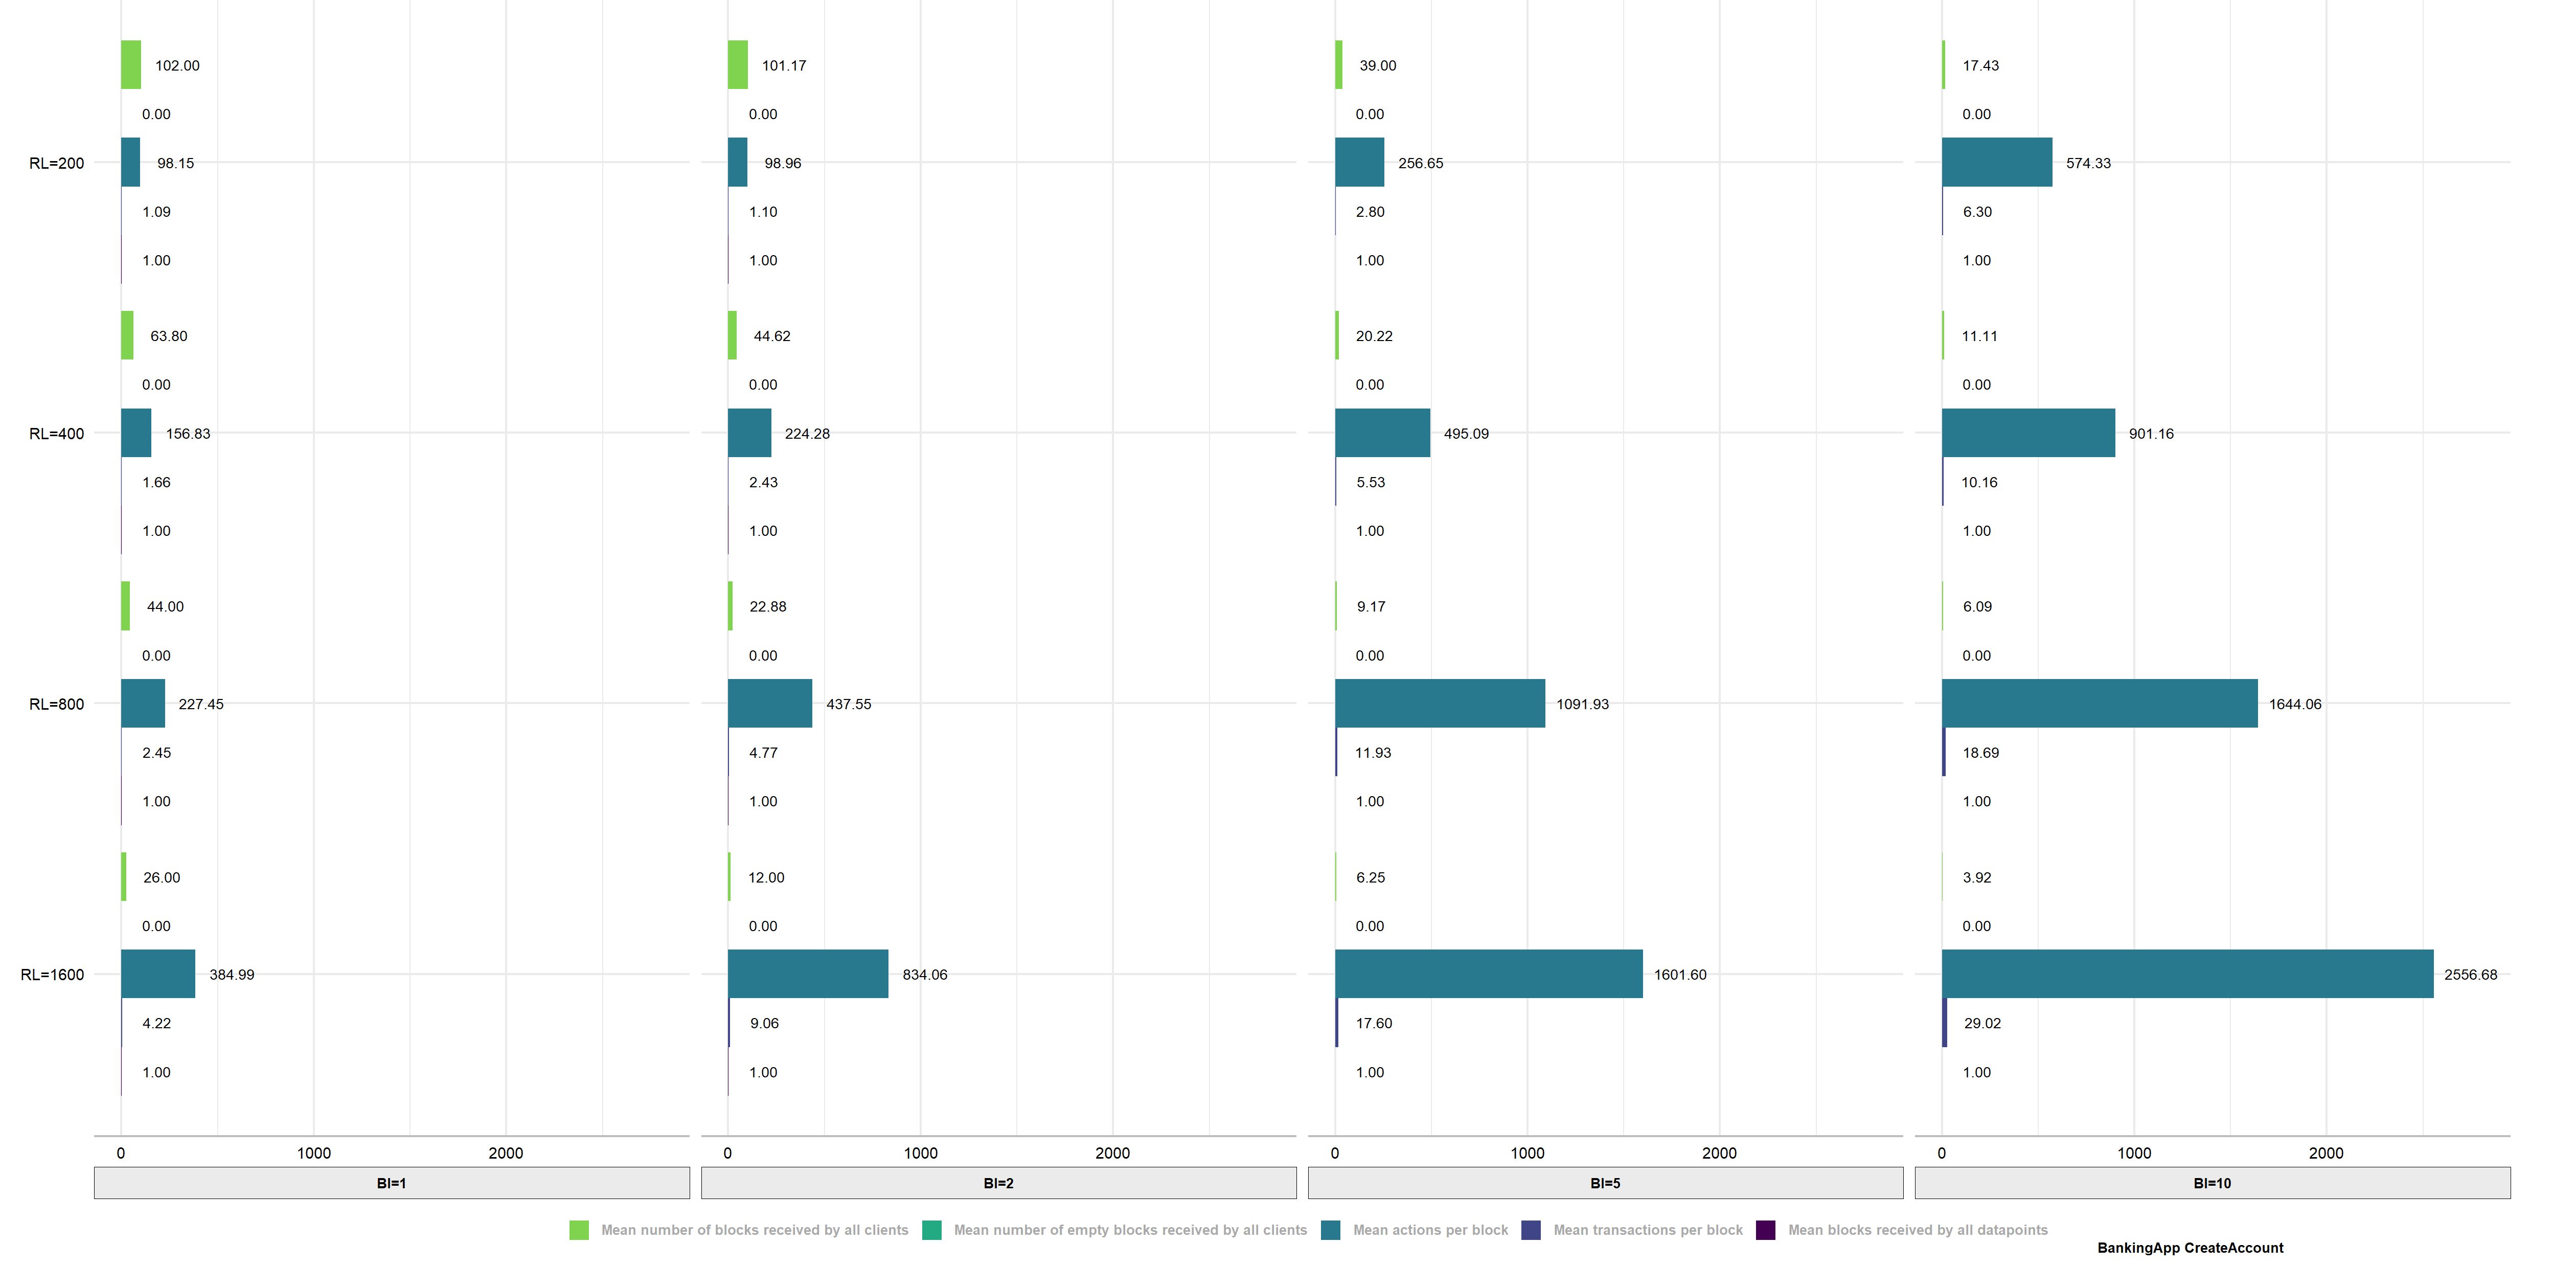 102.00 101.17 39.00 17.43
0.00 0.00 0.00 0.00
RL=200 98.15 98.96 256.65 574.33
1.09 1.10 2.80 6.30
1.00 1.00 1.00 1.00
63.80 44.62 20.22 11.11
0.00 0.00 0.00 0.00
RL=400 156.83 224.28 495.09 901.16
1.66 2.43 5.53 10.16
1.00 1.00 1.00 1.00
44.00 22.88 9.17 6.09
0.00 0.00 0.00 0.00
RL=800 227.45 437.55 1091.93 1644.06
2.45 4.77 11.93 18.69
1.00 1.00 1.00 1.00
26.00 12.00 6.25 3.92
0.00 0.00 0.00 0.00
RL=1600 384.99 834.06 1601.60 2556.68
4.22 9.06 17.60 29.02
1.00 1.00 1.00 1.00
0 1000 2000 0 1000 2000 0 1000 2000 0 1000 2000
BI=1 BI=2 BI=5 BI=10
Mean number of blocks received by all clients Mean number of empty blocks received by all clients Mean actions per block Mean transactions per block Mean blocks received by all datapoints
BankingApp CreateAccount